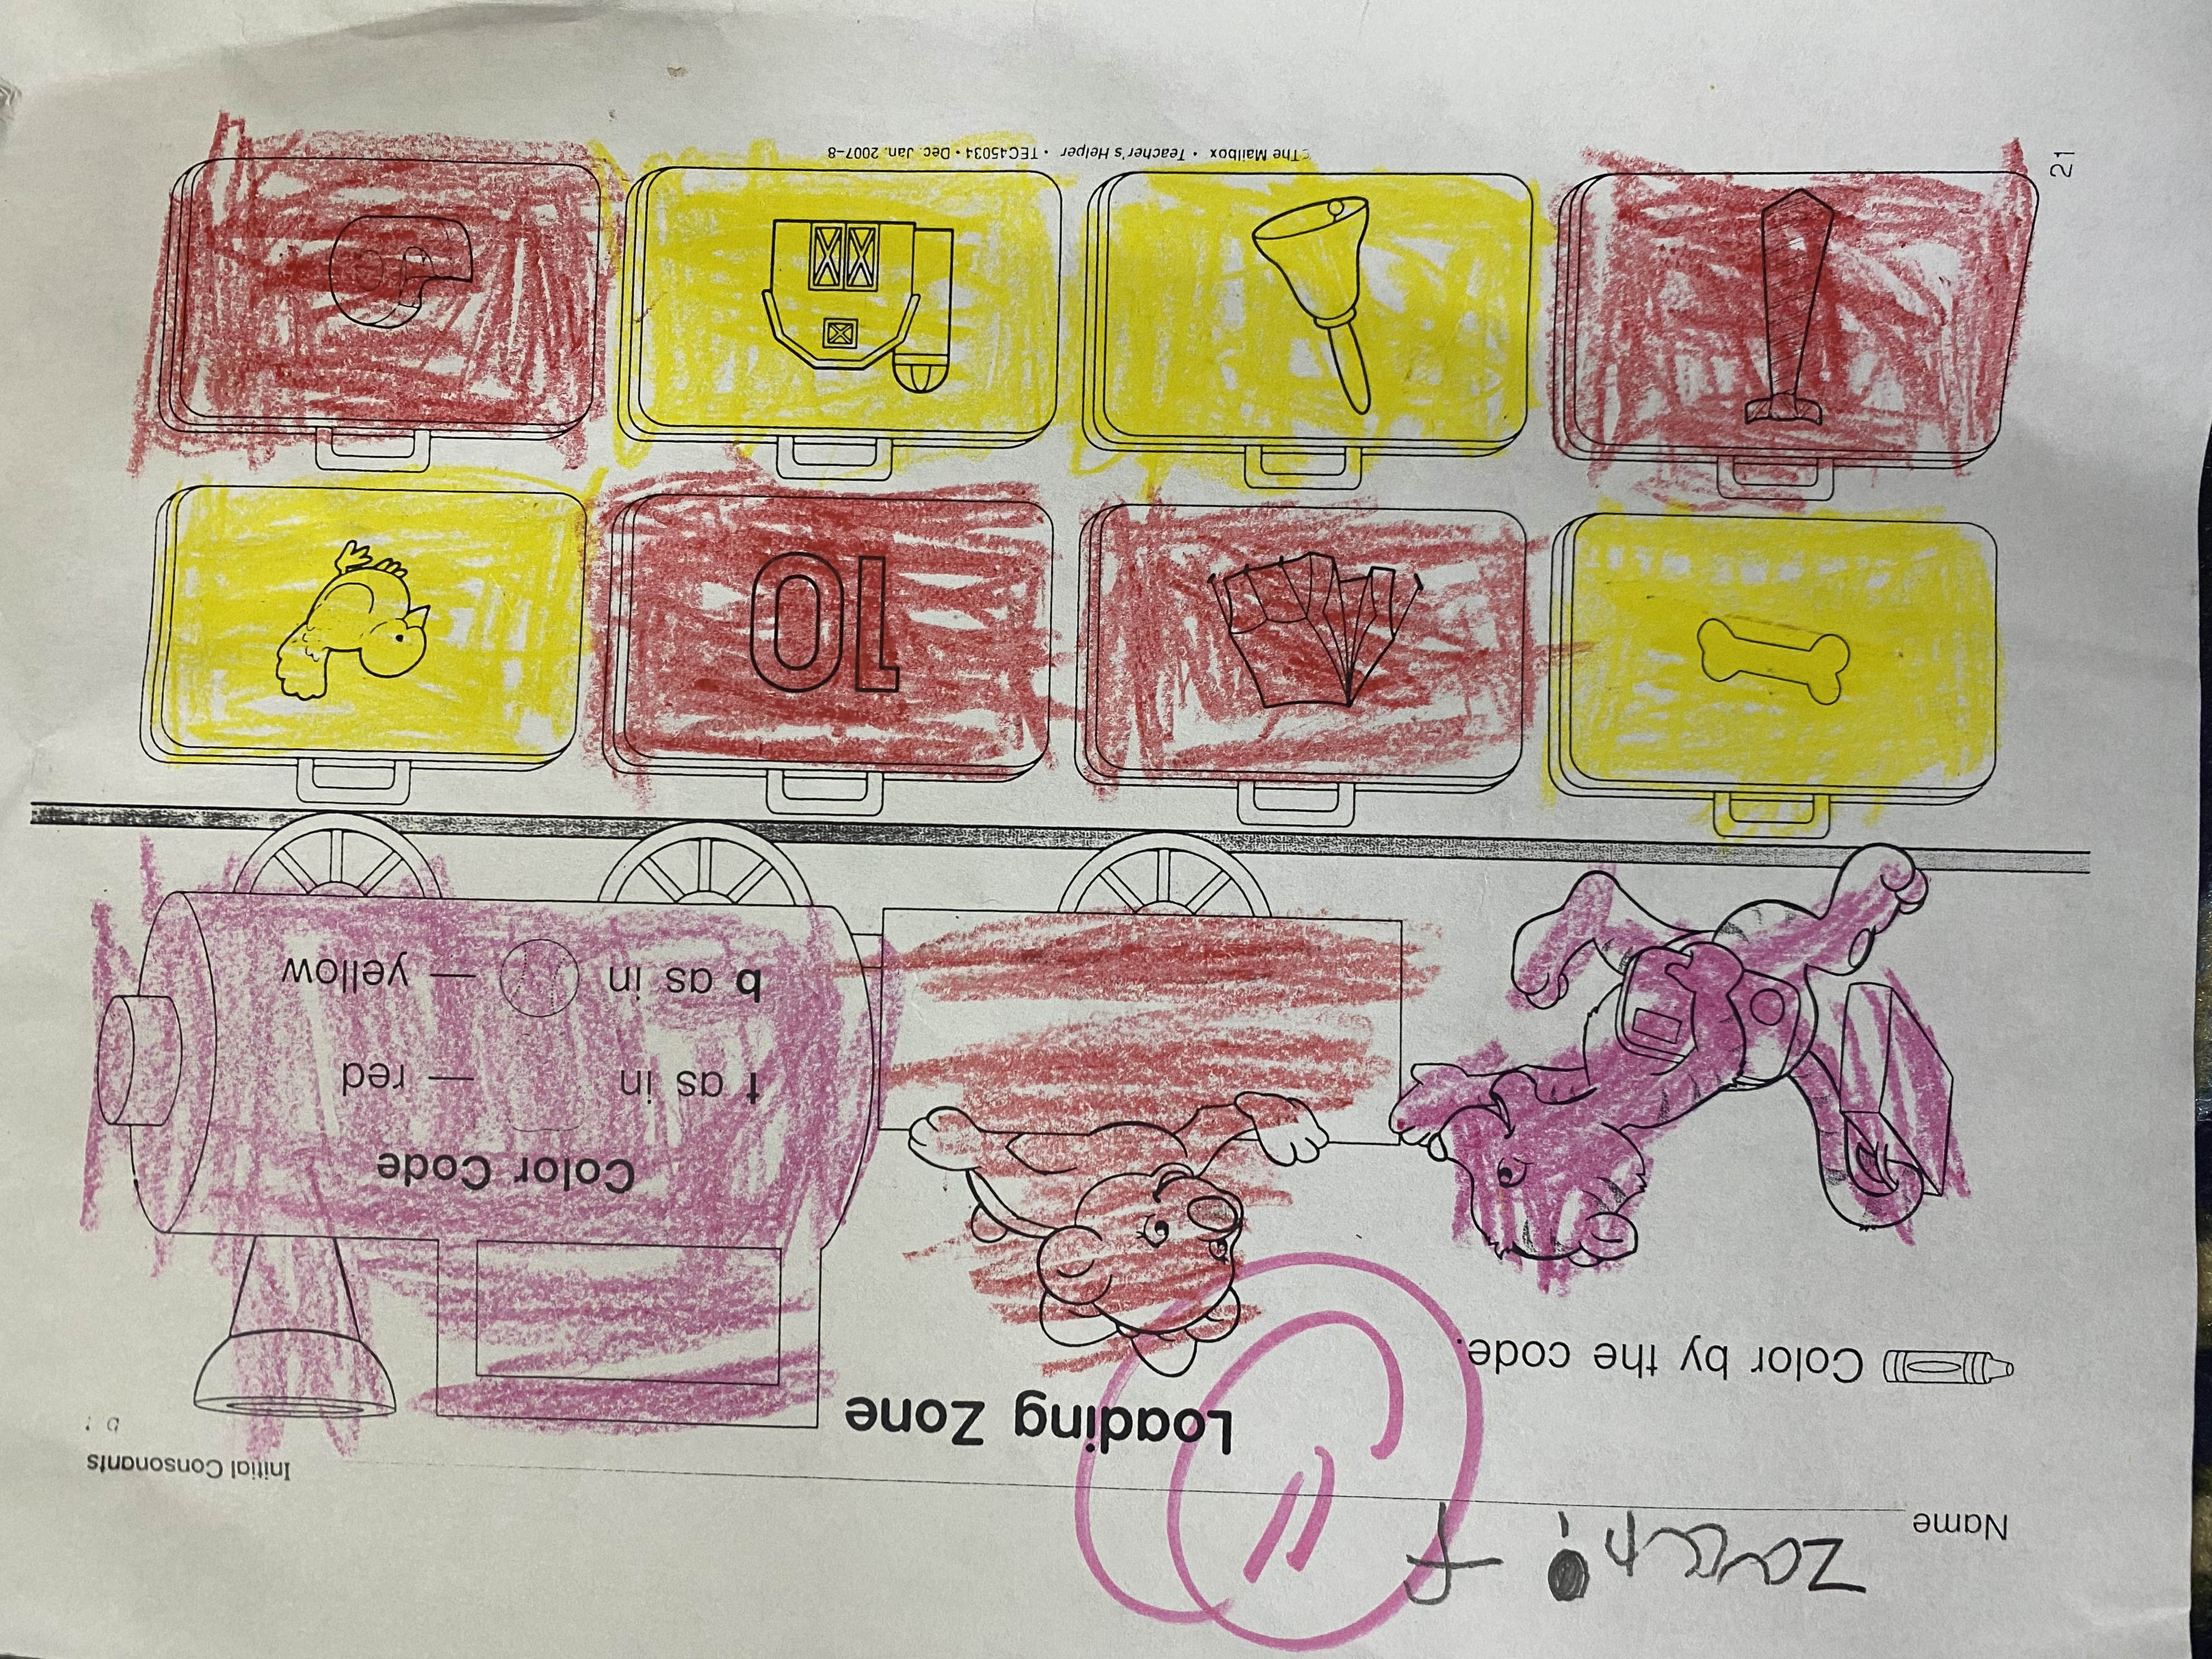 Name zaani f
Initial Consonants
b t
Loading Zone
Color by the code.
Color Code
t as in — red
b as in — yellow
10
21
©The Mailbox • Teacher's Helper • TEC45034 • Dec. Jan. 2007–8